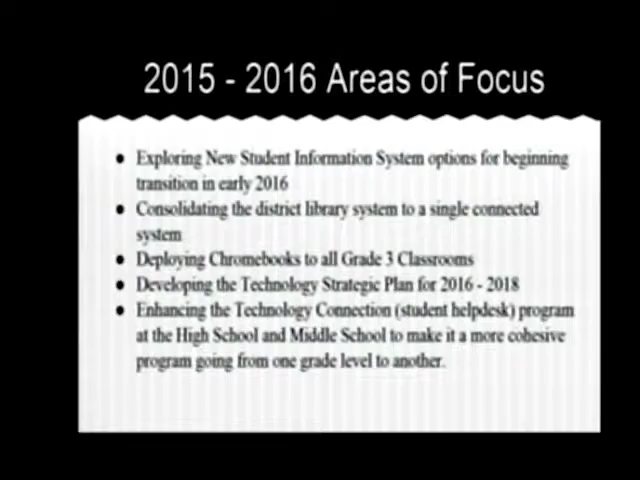 2015 - 2016 Areas of Focus
● Exploring New Student Information System options for beginning
transition in early 2016
● Consolidating the district library system to a single connected
system
● Deploying Chromebooks to all Grade 3 Classrooms
● Developing the Technology Strategic Plan for 2016 - 2018
● Enhancing the Technology Connection (student helpdesk) program
at the High School and Middle School to make it a more cohesive
program going from one grade level to another.